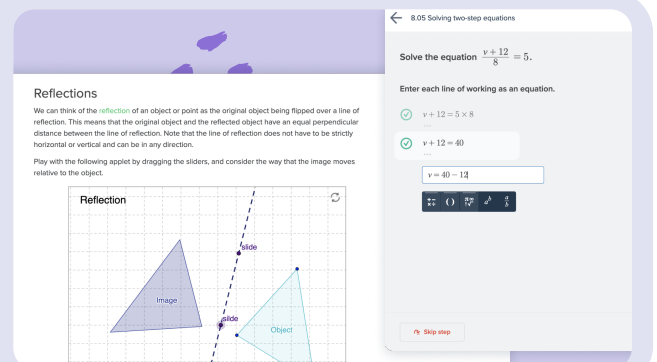 Reflections
We can think of the reflection of an object or point as the original object being flipped over a line of
reflection. This means that the original object and the reflected object have an equal perpendicular
distance between the line of reflection. Note that the line of reflection does not have to be strictly
horizontal or vertical and can be in any direction.
Play with the following applet by dragging the sliders, and consider the way that the image moves
relative to the object.
Reflection
slide
Image
silde
Object
8.05 Solving two-step equations
Solve the equation (v + 12)/8 = 5.
Enter each line of working as an equation.
v + 12 = 5 × 8
v + 12 = 40
v = 40 − 12
+ − × ÷
()
a^b
a/b
Skip step